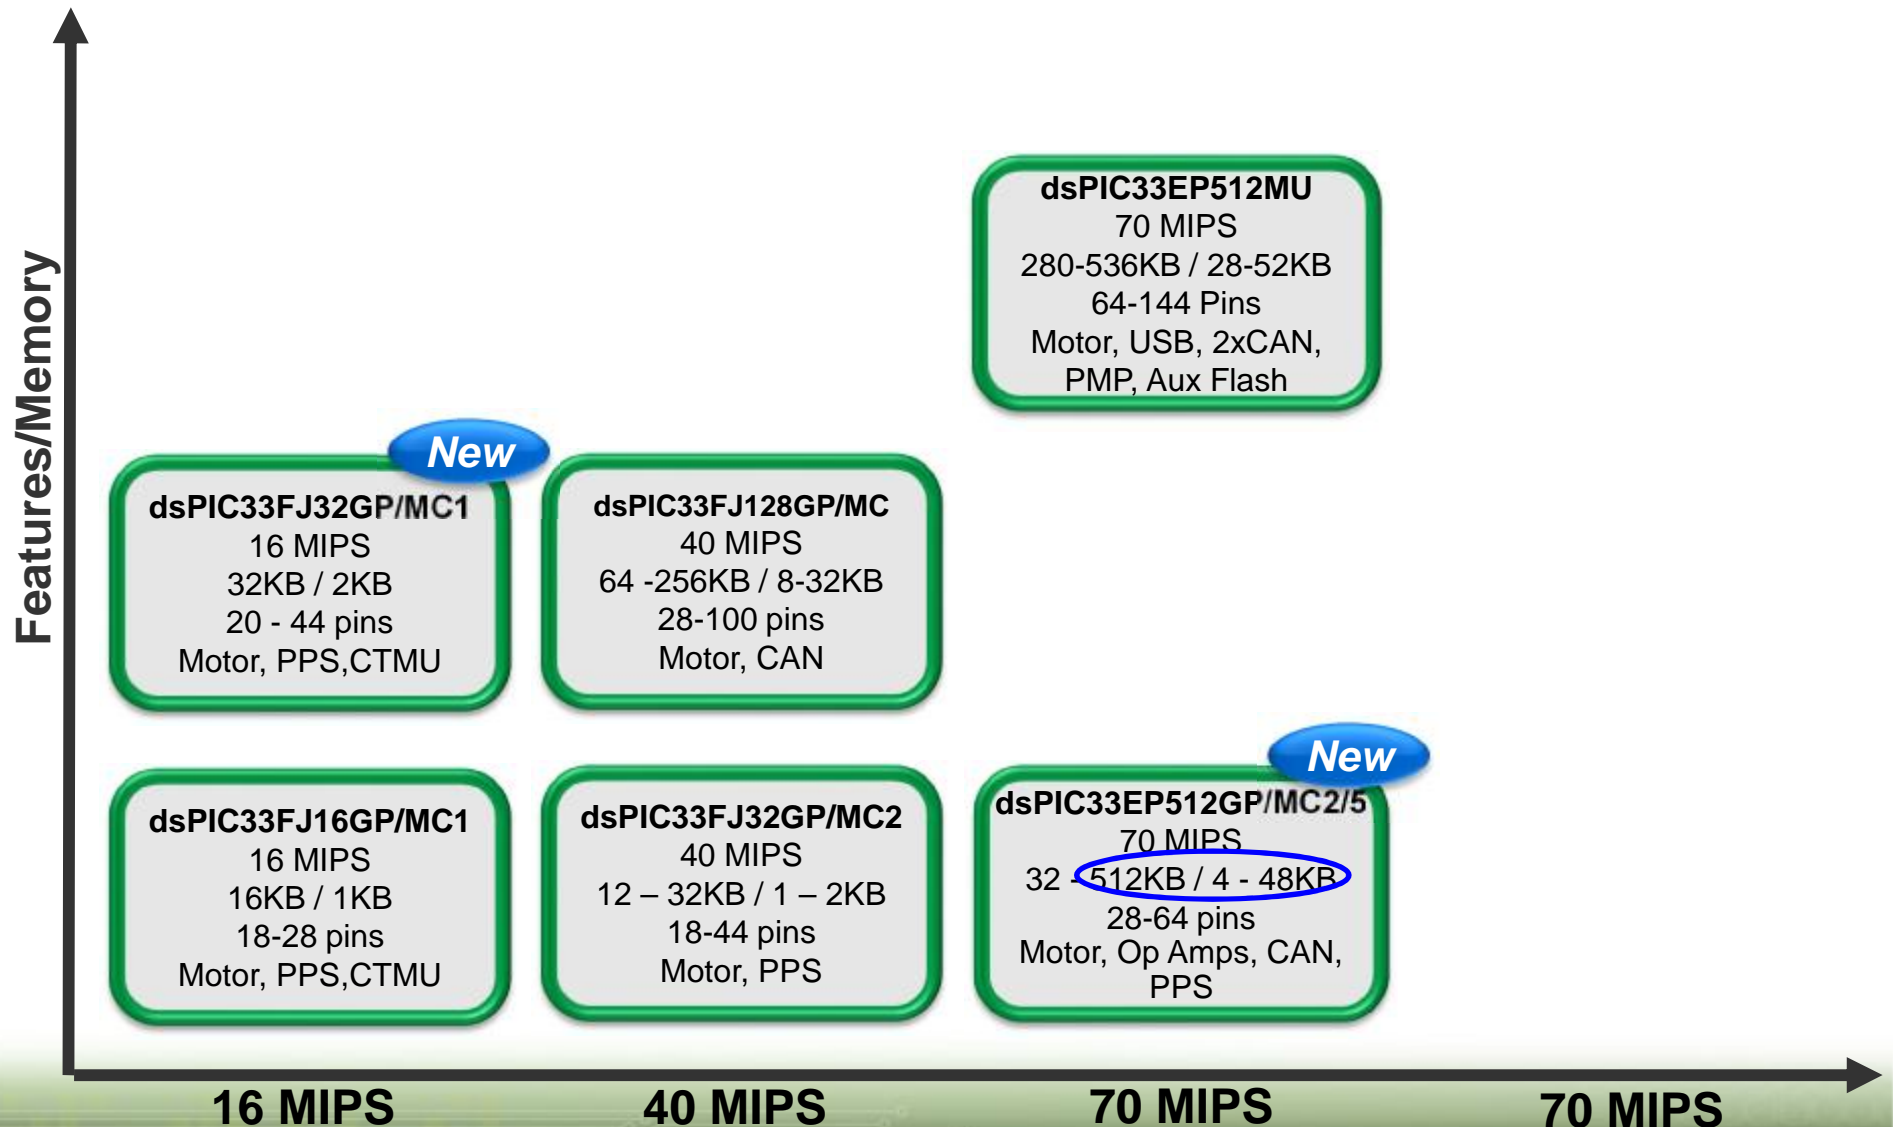 Features/Memory
dsPIC33EP512MU
70 MIPS
280-536KB / 28-52KB
64-144 Pins
Motor, USB, 2xCAN,
PMP, Aux Flash
New
dsPIC33FJ32GP/MC1
16 MIPS
32KB / 2KB
20 - 44 pins
Motor, PPS,CTMU
dsPIC33FJ128GP/MC
40 MIPS
64 -256KB / 8-32KB
28-100 pins
Motor, CAN
dsPIC33FJ16GP/MC1
16 MIPS
16KB / 1KB
18-28 pins
Motor, PPS,CTMU
dsPIC33FJ32GP/MC2
40 MIPS
12 – 32KB / 1 – 2KB
18-44 pins
Motor, PPS
New
dsPIC33EP512GP/MC2/5
70 MIPS
32 - 512KB / 4 - 48KB
28-64 pins
Motor, Op Amps, CAN,
PPS
16 MIPS
40 MIPS
70 MIPS
70 MIPS